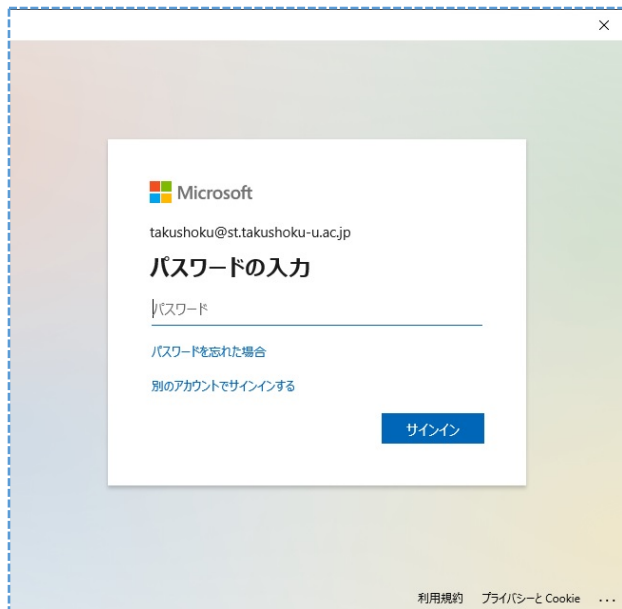 Microsoft
takushoku@st.takushoku-u.ac.jp
パスワードの入力
パスワード
パスワードを忘れた場合
別のアカウントでサインインする
サインイン
利用規約 プライバシーと Cookie ...